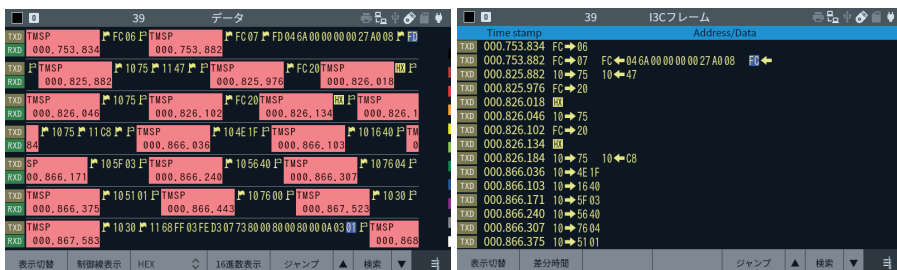 0 39 データ
TXD TMSP FC 06 TMSP FC 07 FD 04 6A 00 00 00 00 27 A0 08 FD
RXD 000.753.834 000.753.882
TXD TMSP 10 75 11 47 TMSP FC 20 TMSP HX
RXD 000.825.882 000.825.976 000.826.018
TXD TMSP 10 75 TMSP FC 20 TMSP HX TMSP
RXD 000.826.046 000.826.102 000.826.134 000.826.1
TXD 10 75 11 C8 TMSP 10 4E 1F TMSP 10 16 40 TM
RXD 84 000.866.036 000.866.103 0
TXD SP 10 5F 03 TMSP 10 56 40 TMSP 10 76 04
RXD 00.866.171 000.866.240 000.866.307
TXD TMSP 10 51 01 TMSP 10 76 00 TMSP 10 30
RXD 000.866.375 000.866.443 000.867.523
TXD TMSP 10 30 11 68 FF 03 FE D3 07 73 80 00 80 00 80 00 0A 03 01 TMSP
RXD 000.867.583 000.868
表示切替 制御線表示 HEX 16進数表示 ジャンプ ▲ 検索 ▼
0 39 I3Cフレーム
Time stamp Address/Data
TXD 000.753.834 FC➡06
TXD 000.753.882 FC➡07 FC⬅04 6A 00 00 00 00 27 A0 08 FC⬅
TXD 000.825.882 10➡75 10⬅47
TXD 000.825.976 FC➡20
TXD 000.826.018 HX
TXD 000.826.046 10➡75
TXD 000.826.102 FC➡20
TXD 000.826.134 HX
TXD 000.826.184 10➡75 10⬅C8
TXD 000.866.036 10➡4E 1F
TXD 000.866.103 10➡16 40
TXD 000.866.171 10➡5F 03
TXD 000.866.240 10➡56 40
TXD 000.866.307 10➡76 04
TXD 000.866.375 10➡51 01
表示切替 差分時間 ジャンプ ▲ 検索 ▼